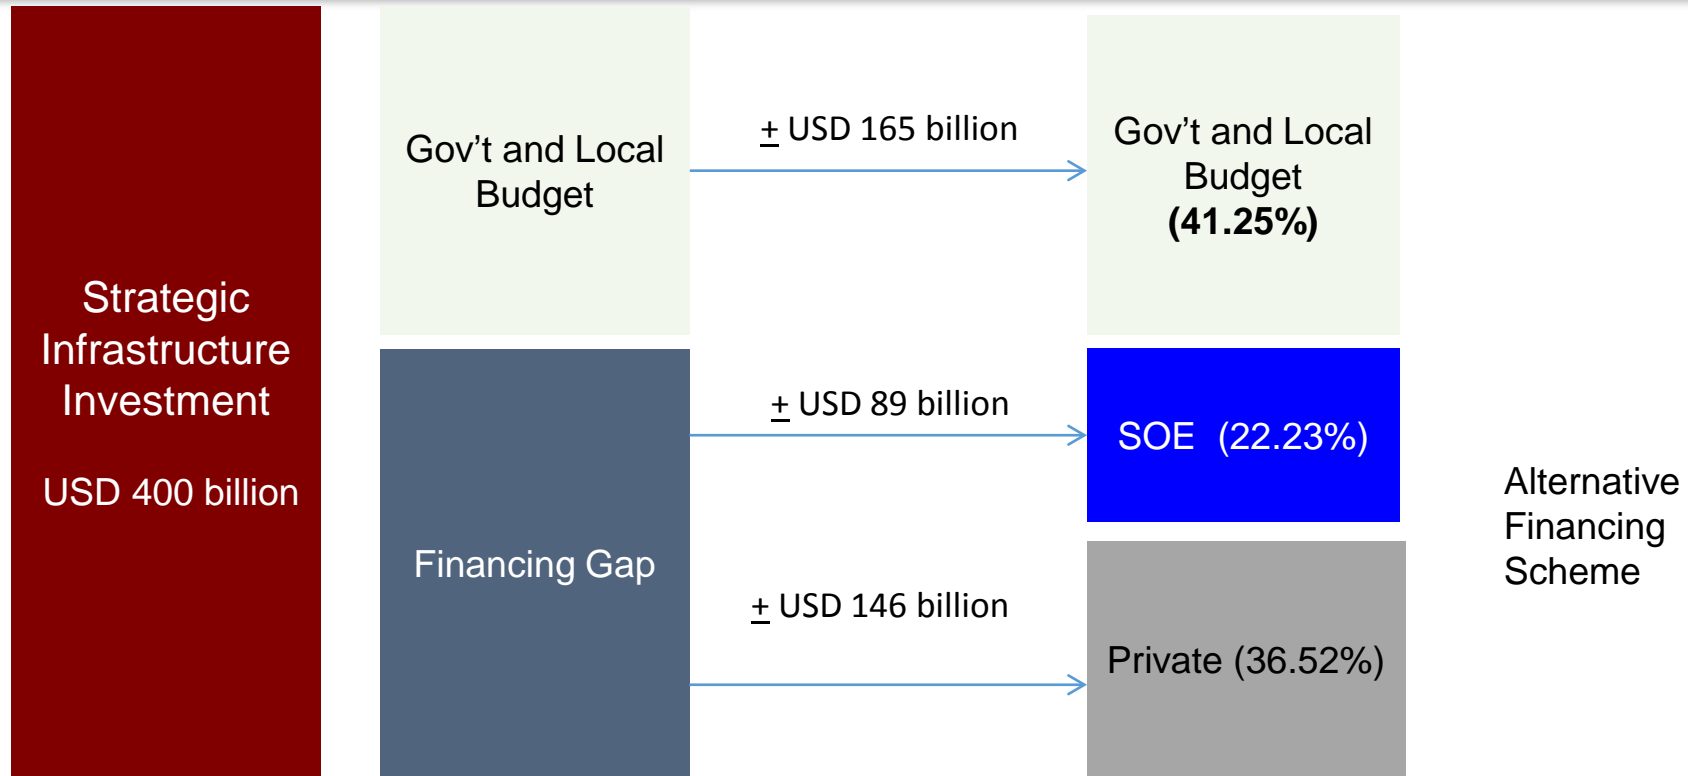 Strategic
Infrastructure
Investment
USD 400 billion
Gov’t and Local
Budget
Financing Gap
± USD 165 billion
± USD 89 billion
± USD 146 billion
Gov’t and Local
Budget
(41.25%)
SOE (22.23%)
Private (36.52%)
Alternative
Financing
Scheme